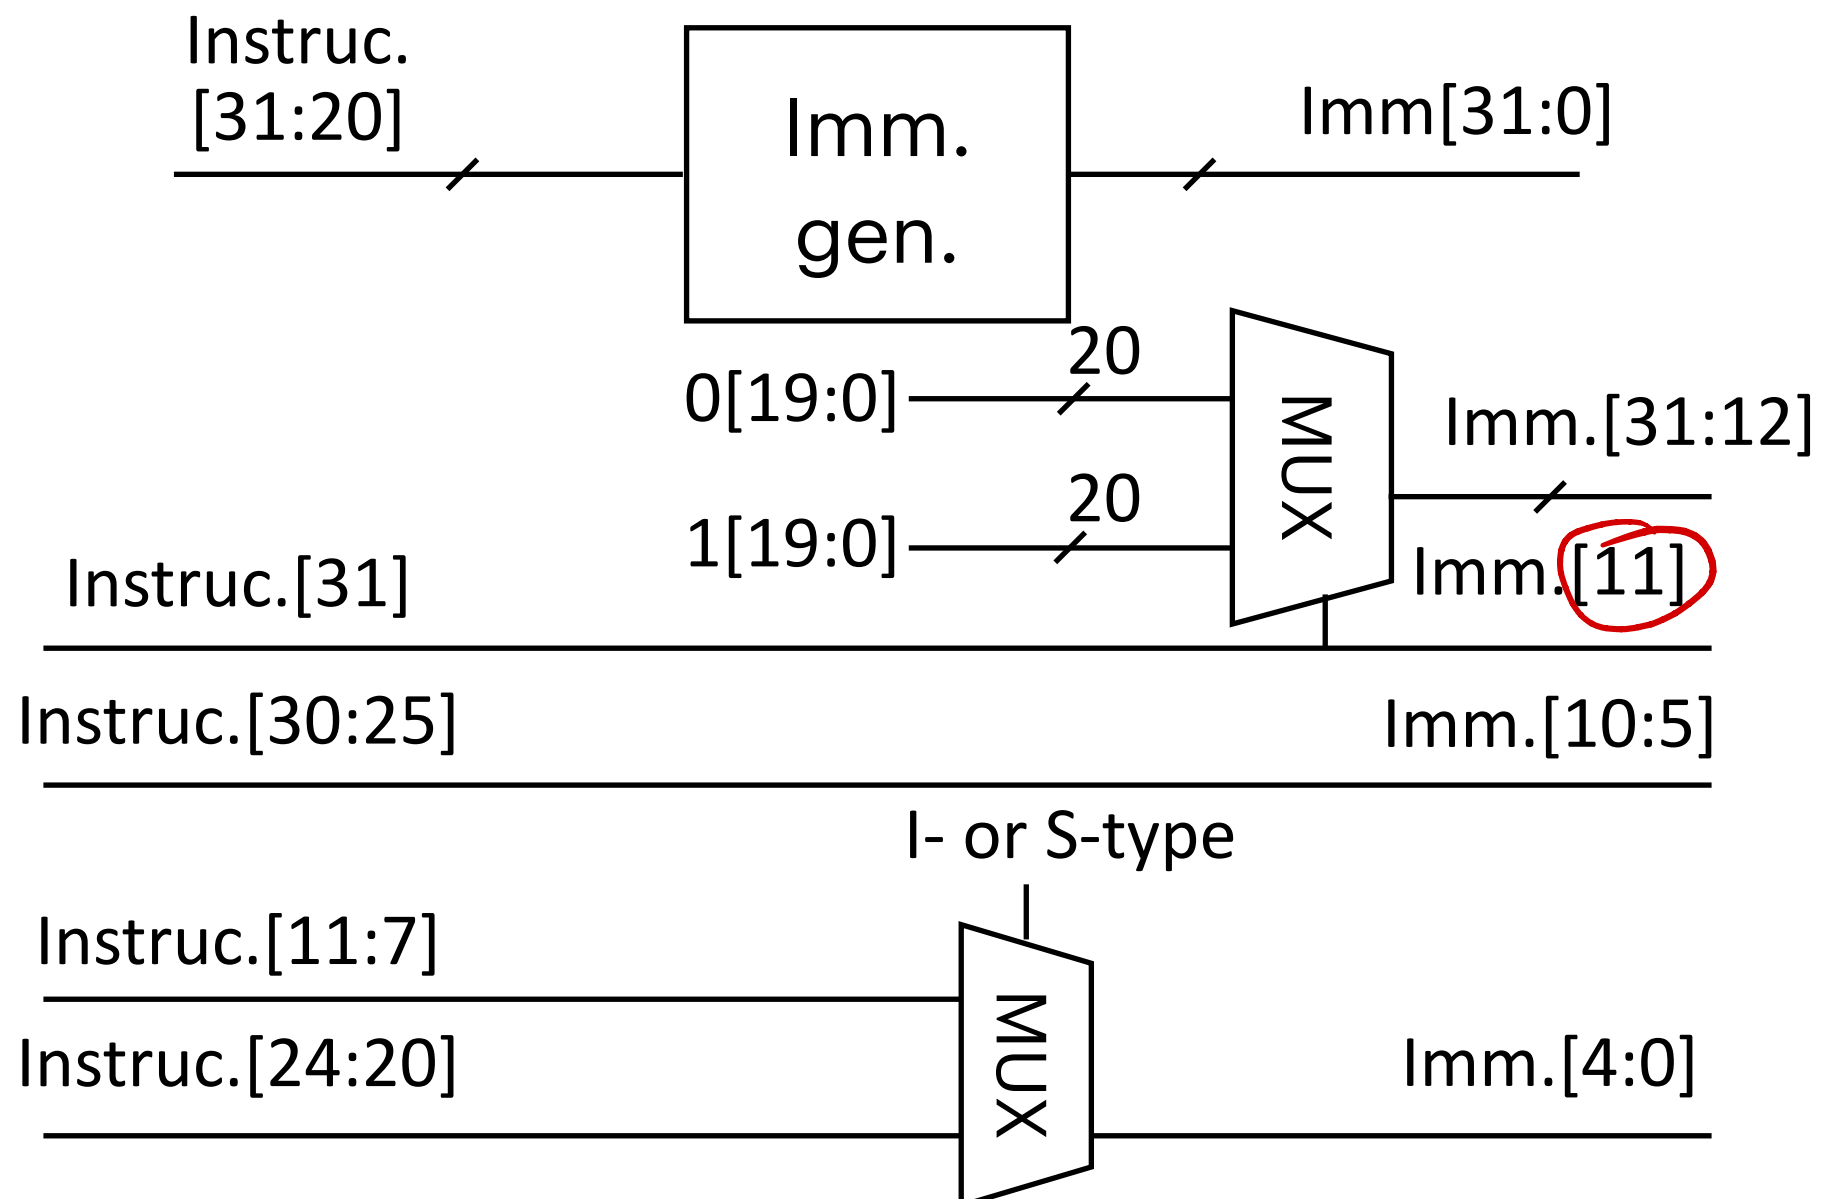 Instruc.
[31:20]
Imm.
gen.
Imm[31:0]
20
0[19:0]
MUX
Imm.[31:12]
20
1[19:0]
Instruc.[31]
Imm.[11]
Instruc.[30:25]
Imm.[10:5]
I- or S-type
Instruc.[11:7]
MUX
Instruc.[24:20]
Imm.[4:0]